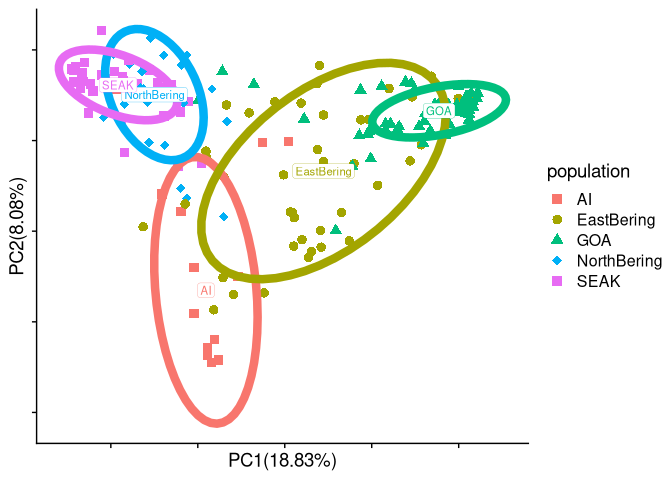 SEAK
NorthBering
GOA
EastBering
AI
PC2(8.08%)
PC1(18.83%)
population
AI
EastBering
GOA
NorthBering
SEAK